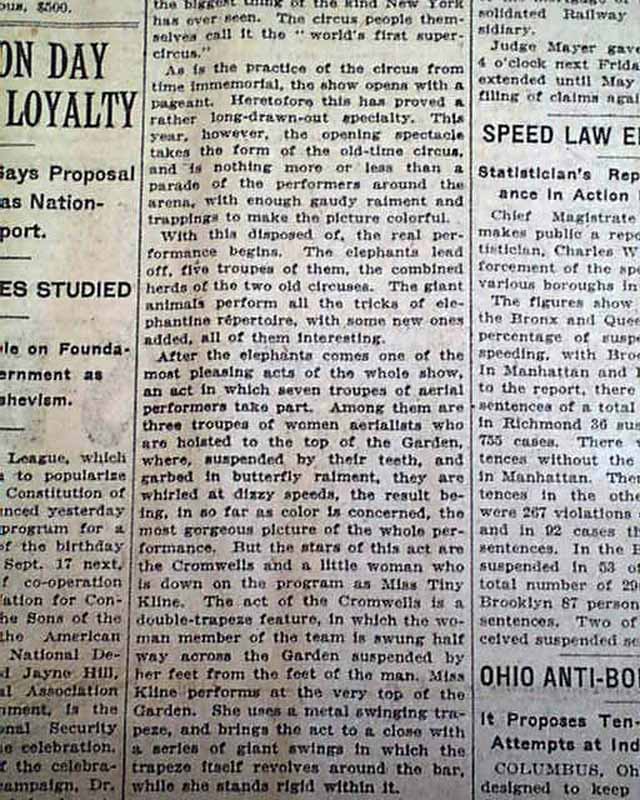 ous, $500.
ON DAY
LOYALTY
Says Proposal
as Nation-
port.
ES STUDIED
le on Founda-
ernment as
shevism.
League, which
to popularize
Constitution of
unced yesterday
program for a
of the birthday
Sept. 17 next,
f co-operation
ation for Con-
he Sons of the
the American
National De-
d Jayne Hill,
al Association
nment, is the
onal Security
e celebration.
f the celebra-
campaign, Dr.
the biggest thing of the kind New York
has ever seen. The circus people them-
selves call it the "world's first super-
circus."
As is the practice of the circus from
time immemorial, the show opens with a
pageant. Heretofore this has proved a
rather long-drawn-out specialty. This
year, however, the opening spectacle
takes the form of the old-time circus,
and is nothing more or less than a
parade of the performers around the
arena, with enough gaudy raiment and
trappings to make the picture colorful.
With this disposed of, the real per-
formance begins. The elephants lead
off, five troupes of them, the combined
herds of the two old circuses. The giant
animals perform all the tricks of ele-
phantine répertoire, with some new ones
added, all of them interesting.
After the elephants comes one of the
most pleasing acts of the whole show,
an act in which seven troupes of aerial
performers take part. Among them are
three troupes of women aerialists who
are hoisted to the top of the Garden,
where, suspended by their teeth, and
garbed in butterfly raiment, they are
whirled at dizzy speeds, the result be-
ing, in so far as color is concerned, the
most gorgeous picture of the whole per-
formance. But the stars of this act are
the Cromwells and a little woman who
is down on the program as Miss Tiny
Kline. The act of the Cromwells is a
double-trapeze feature, in which the wo-
man member of the team is swung half
way across the Garden suspended by
her feet from the feet of the man. Miss
Kline performs at the very top of the
Garden. She uses a metal swinging tra-
peze, and brings the act to a close with
a series of giant swings in which the
trapeze itself revolves around the bar,
while she stands rigid within it.
solidated Railway
sidiary.
Judge Mayer gav
4 o'clock next Frida
extended until May
filing of claims agai
SPEED LAW E
Statistician's Rep
ance in Action
Chief Magistrate
makes public a repo
tistician, Charles W
forcement of the sp
various boroughs in
The figures show
the Bronx and Quee
percentage of suspe
speeding, with Broo
In Manhattan and
to the report, there
sentences of a total
in Richmond 36 sus
755 cases. There
tences without the
in Manhattan. Ther
tences in the othe
were 267 violations
and in 92 cases th
sentences. In the B
suspended in 53 of
total number of 29
Brooklyn 87 person
sentences. Two of
ceived suspended se
OHIO ANTI-BO
It Proposes Ten-
Attempts at Ind
COLUMBUS, Oh
designed to keep